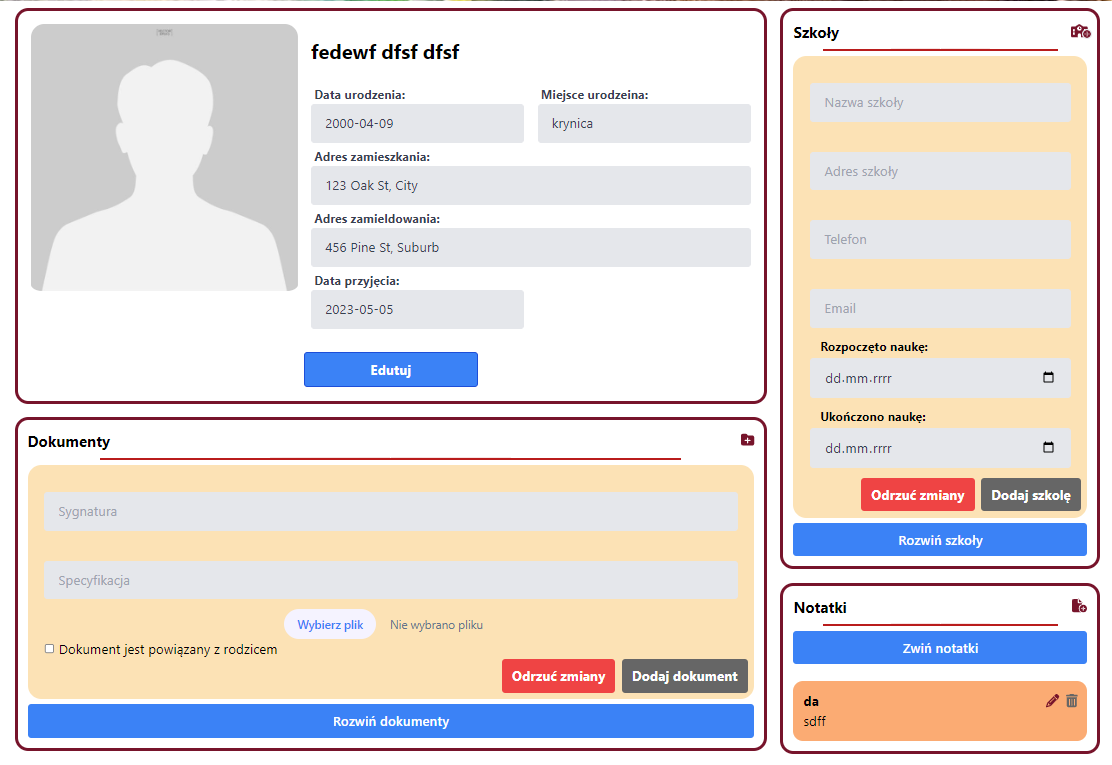 fedewf dfsf dfsf
Data urodzenia:
Miejsce urodzeina:
2000-04-09
krynica
Adres zamieszkania:
123 Oak St, City
Adres zamieldowania:
456 Pine St, Suburb
Data przyjęcia:
2023-05-05
Edutuj
Dokumenty
Sygnatura
Specyfikacja
Wybierz plik
Nie wybrano pliku
Dokument jest powiązany z rodzicem
Odrzuć zmiany
Dodaj dokument
Rozwiń dokumenty
Szkoły
Nazwa szkoły
Adres szkoły
Telefon
Email
Rozpoczęto naukę:
dd.mm.rrrr
Ukończono naukę:
dd.mm.rrrr
Odrzuć zmiany
Dodaj szkolę
Rozwiń szkoły
Notatki
Zwiń notatki
da
sdff